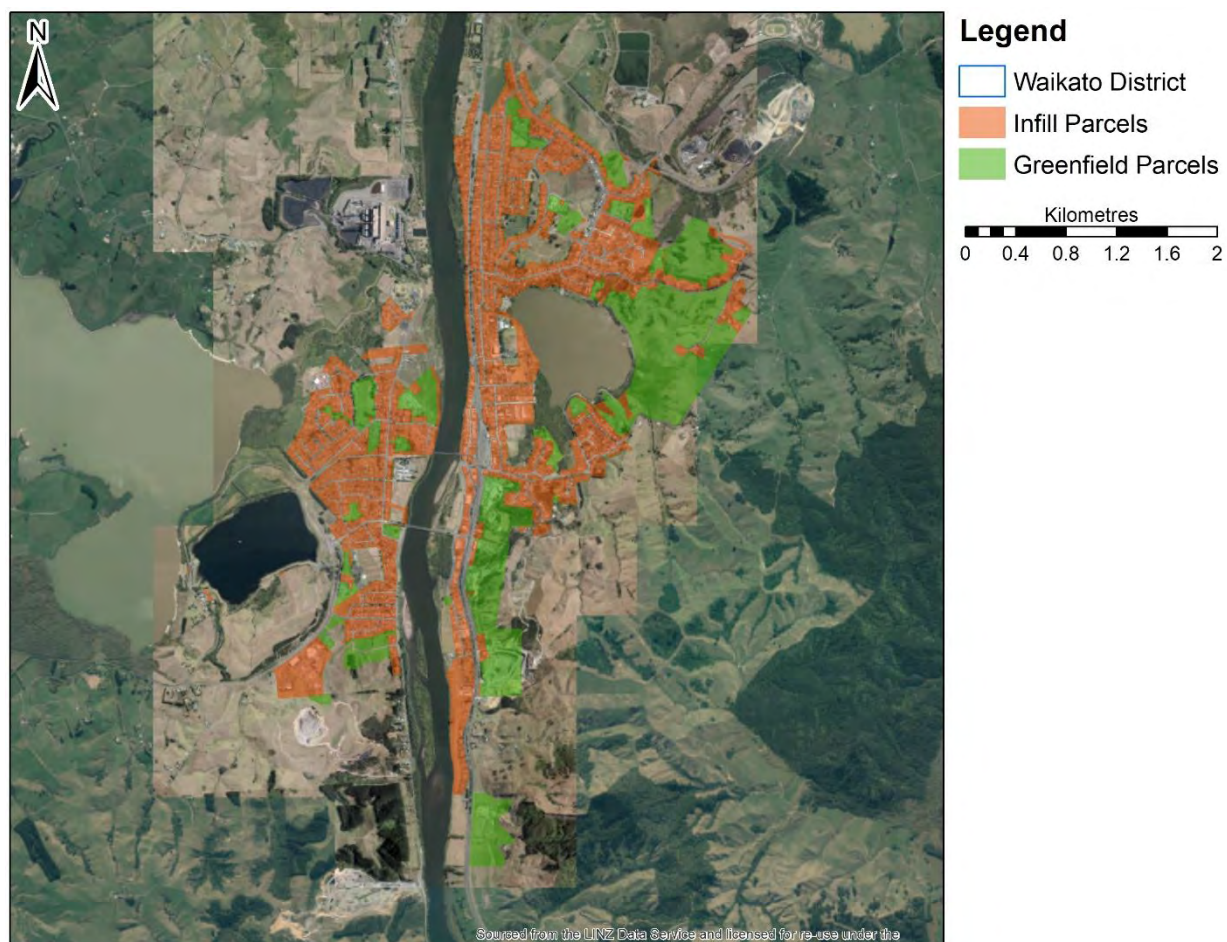 N
Legend
Waikato District
Infill Parcels
Greenfield Parcels
Kilometres
0 0.4 0.8 1.2 1.6 2
Sourced from the LINZ Data Service and licensed for re-use under the